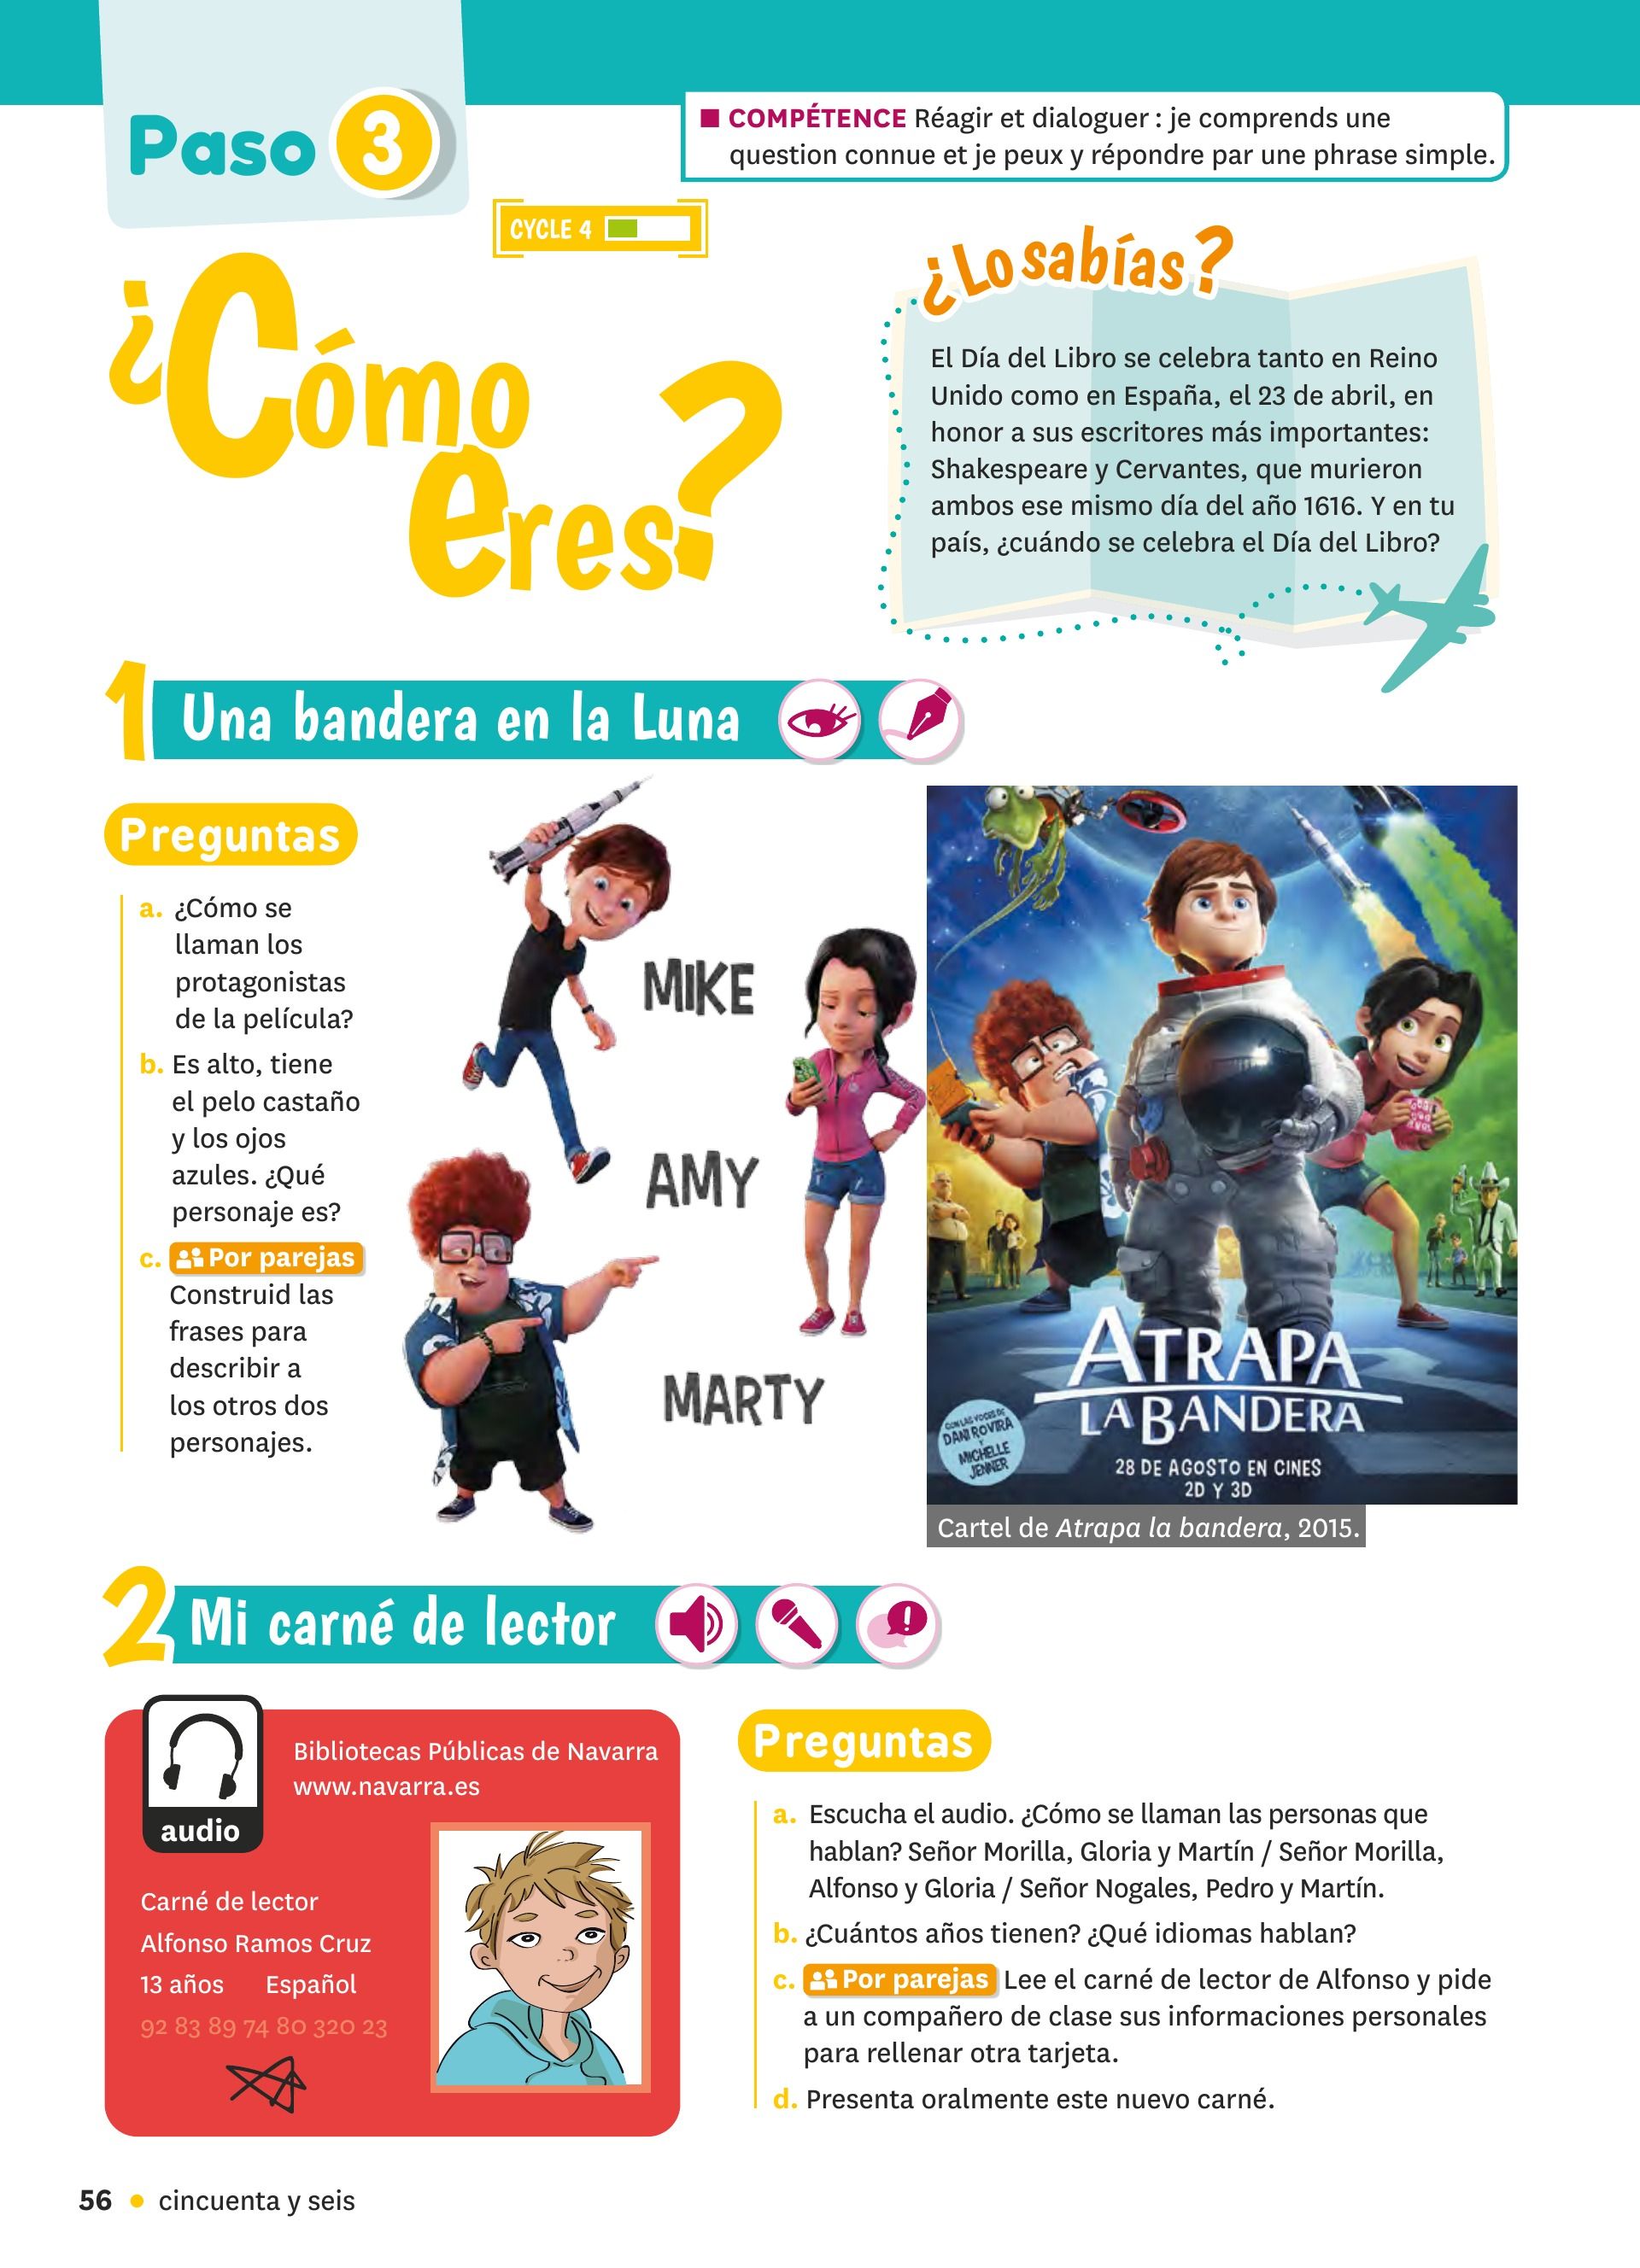 Paso 3
■ COMPÉTENCE Réagir et dialoguer : je comprends une
question connue et je peux y répondre par une phrase simple.
CYCLE 4
¿Cómo
eres?
¿Lo sabías?
El Día del Libro se celebra tanto en Reino
Unido como en España, el 23 de abril, en
honor a sus escritores más importantes:
Shakespeare y Cervantes, que murieron
ambos ese mismo día del año 1616. Y en tu
país, ¿cuándo se celebra el Día del Libro?
1 Una bandera en la Luna
Preguntas
a. ¿Cómo se
llaman los
protagonistas
de la película?
b. Es alto, tiene
el pelo castaño
y los ojos
azules. ¿Qué
personaje es?
c. Por parejas
Construid las
frases para
describir a
los otros dos
personajes.
MIKE
AMY
MARTY
ATRAPA
LA BANDERA
CON LAS VOCES DE
DANI ROVIRA
Y
MICHELLE
JENNER
28 DE AGOSTO EN CINES
2D Y 3D
Cartel de Atrapa la bandera, 2015.
2 Mi carné de lector
audio
Bibliotecas Públicas de Navarra
www.navarra.es
Carné de lector
Alfonso Ramos Cruz
13 años Español
92 83 89 74 80 320 23
Preguntas
a. Escucha el audio. ¿Cómo se llaman las personas que
hablan? Señor Morilla, Gloria y Martín / Señor Morilla,
Alfonso y Gloria / Señor Nogales, Pedro y Martín.
b. ¿Cuántos años tienen? ¿Qué idiomas hablan?
c. Por parejas Lee el carné de lector de Alfonso y pide
a un compañero de clase sus informaciones personales
para rellenar otra tarjeta.
d. Presenta oralmente este nuevo carné.
56 • cincuenta y seis